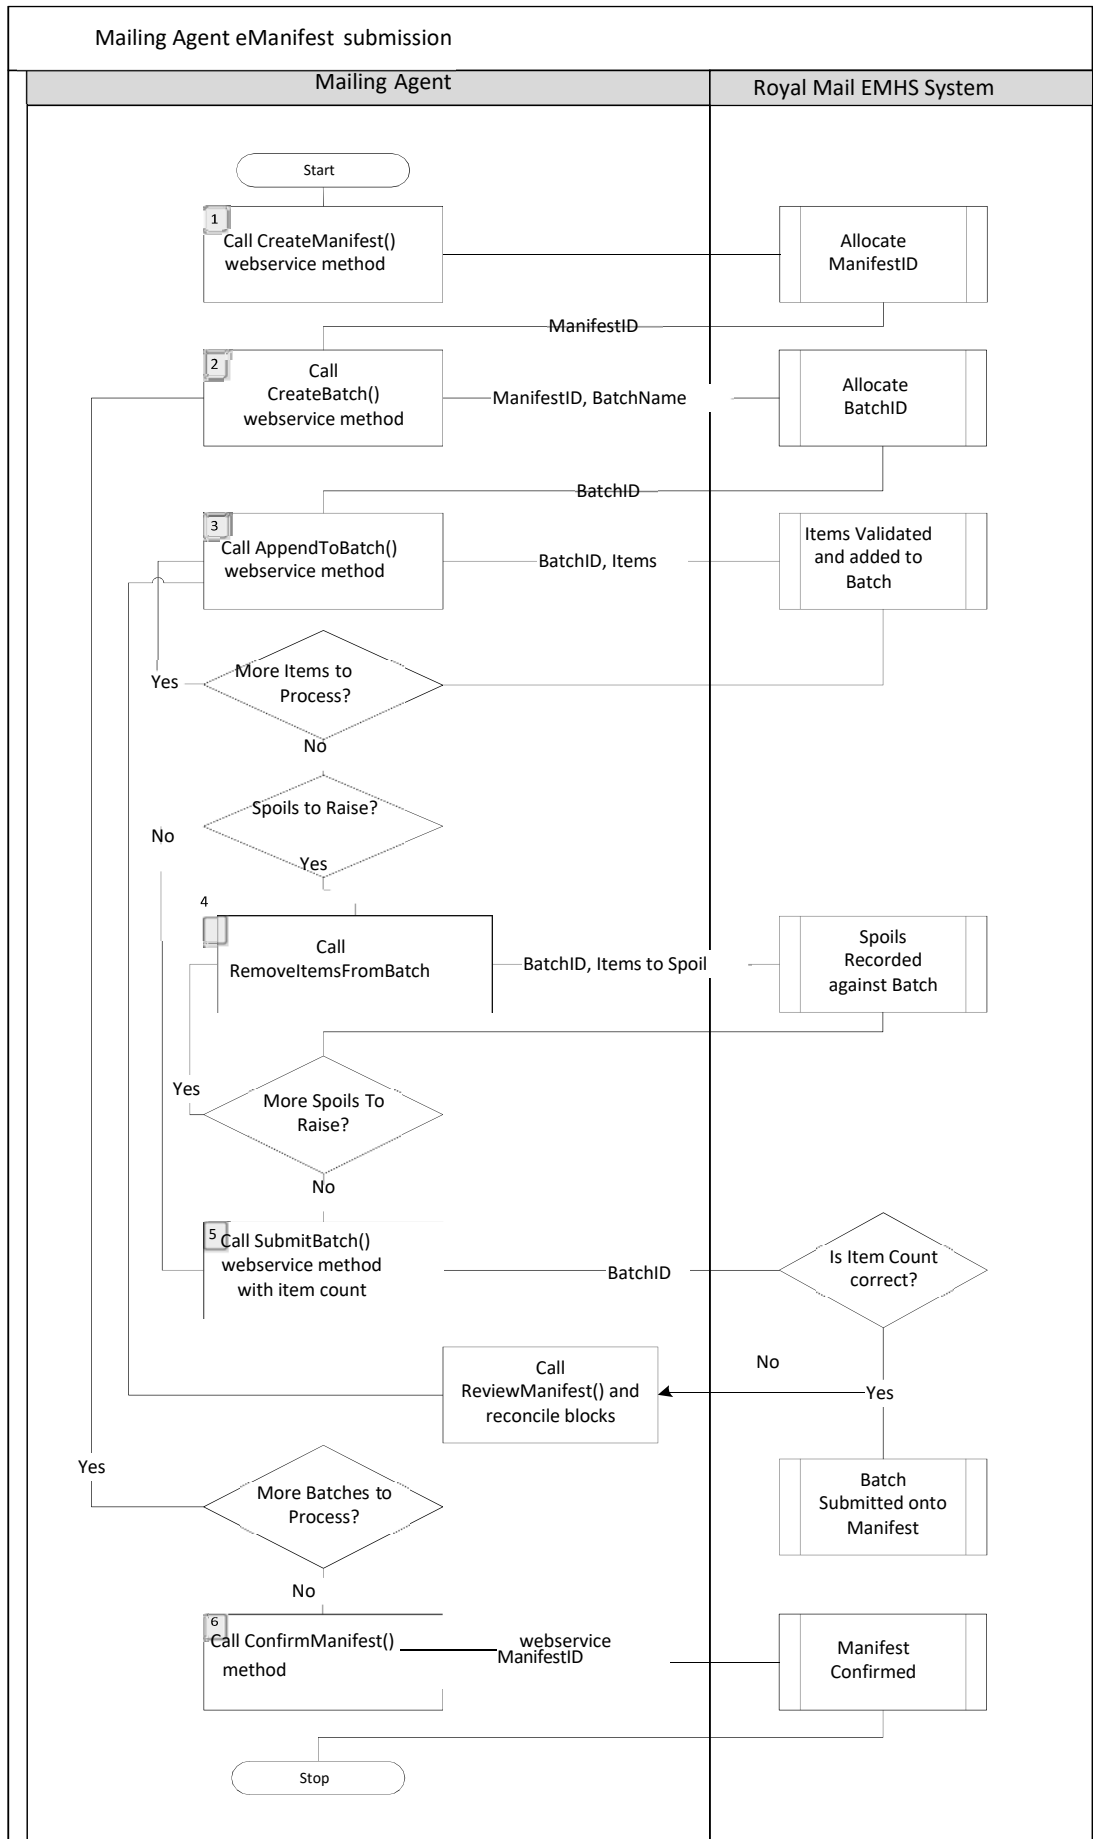 Mailing Agent eManifest submission
Mailing Agent
Royal Mail EMHS System
Start
1
Call CreateManifest()
webservice method
Allocate
ManifestID
ManifestID
2
Call
CreateBatch()
webservice method
ManifestID, BatchName
Allocate
BatchID
BatchID
3
Call AppendToBatch()
webservice method
BatchID, Items
Items Validated
and added to
Batch
More Items to
Process?
Yes
No
Spoils to Raise?
No
Yes
4
Call
RemoveItemsFromBatch
BatchID, Items to Spoil
Spoils
Recorded
against Batch
Yes
More Spoils To
Raise?
No
5
Call SubmitBatch()
webservice method
with item count
BatchID
Is Item Count
correct?
No
Yes
Call
ReviewManifest() and
reconcile blocks
Yes
More Batches to
Process?
Batch
Submitted onto
Manifest
No
6
Call ConfirmManifest()
method
webservice
ManifestID
Manifest
Confirmed
Stop